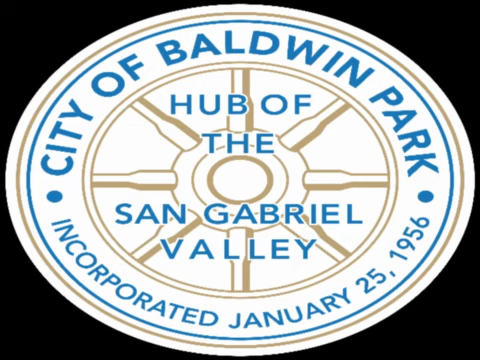 CITY OF BALDWIN PARK
HUB OF
THE
SAN GABRIEL
VALLEY
INCORPORATED JANUARY 25, 1956